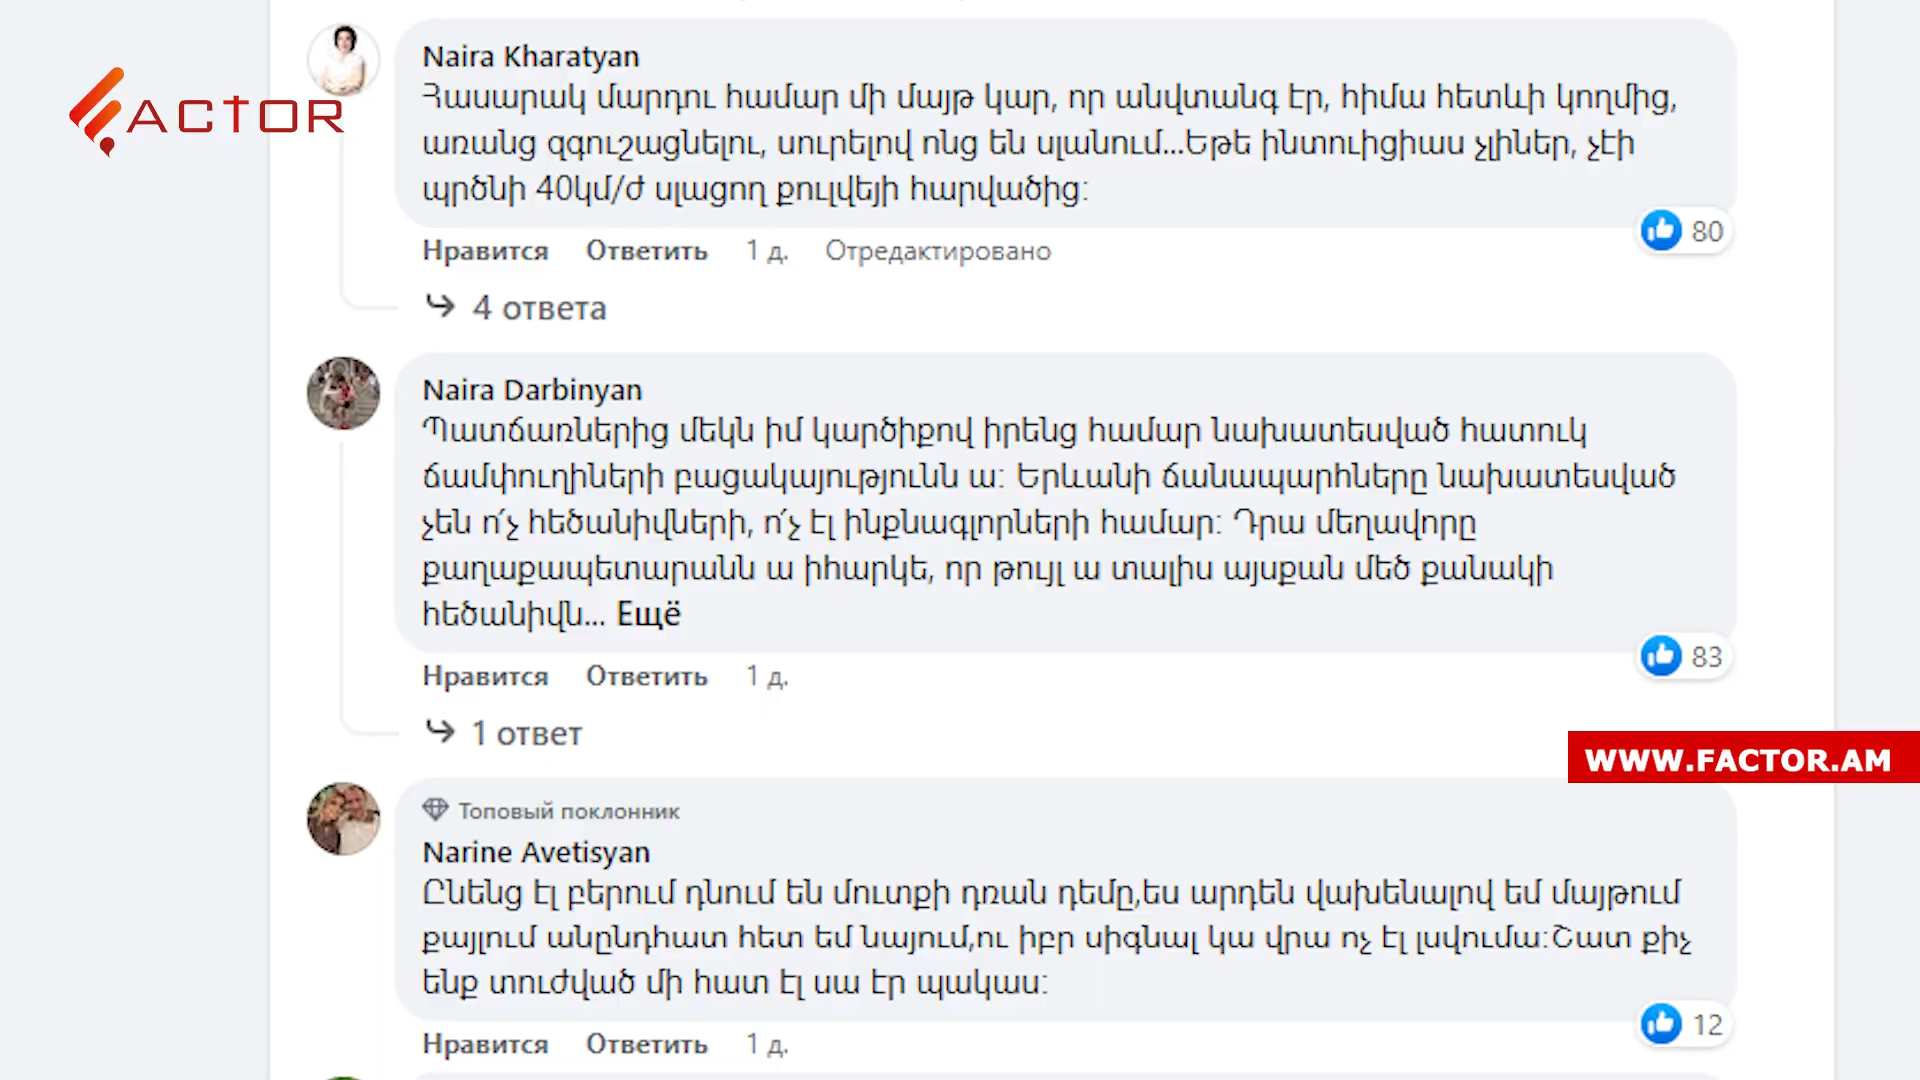 ACTOR
Naira Kharatyan
Հասարակ մարդու համար մի մայթ կար, որ անվտանգ էր, հիմա հետևի կողմից,
առանց զգուշացնելու, սուրելով ոնց են սլանում...Եթե ինտուիցիաս չլիներ, չէի
պրծնի 40կմ/ժ սլացող քուլվեյի հարվածից:
80
Нравится Ответить 1 д. Отредактировано
4 ответа
Naira Darbinyan
Պատճառներից մեկն իմ կարծիքով իրենց համար նախատեսված հատուկ
ճամփուղիների բացակայությունն ա: Երևանի ճանապարհները նախատեսված
չեն ո՛չ հեծանիվների, ո՛չ էլ ինքնագլորների համար: Դրա մեղավորը
քաղաքապետարանն ա իհարկե, որ թույլ ա տալիս այսքան մեծ քանակի
հեծանիվն... Ещё
83
Нравится Ответить 1 д.
1 ответ
WWW.FACTOR.AM
Топовый поклонник
Narine Avetisyan
Ընենց էլ բերում դնում են մուտքի դռան դեմը,ես արդեն վախենալով եմ մայթում
քայլում անընդհատ հետ եմ նայում,ու իբր սիգնալ կա վրա ոչ էլ լսվումա:Շատ քիչ
ենք տուժված մի հատ էլ սա էր պակաս:
12
Нравится Ответить 1 д.